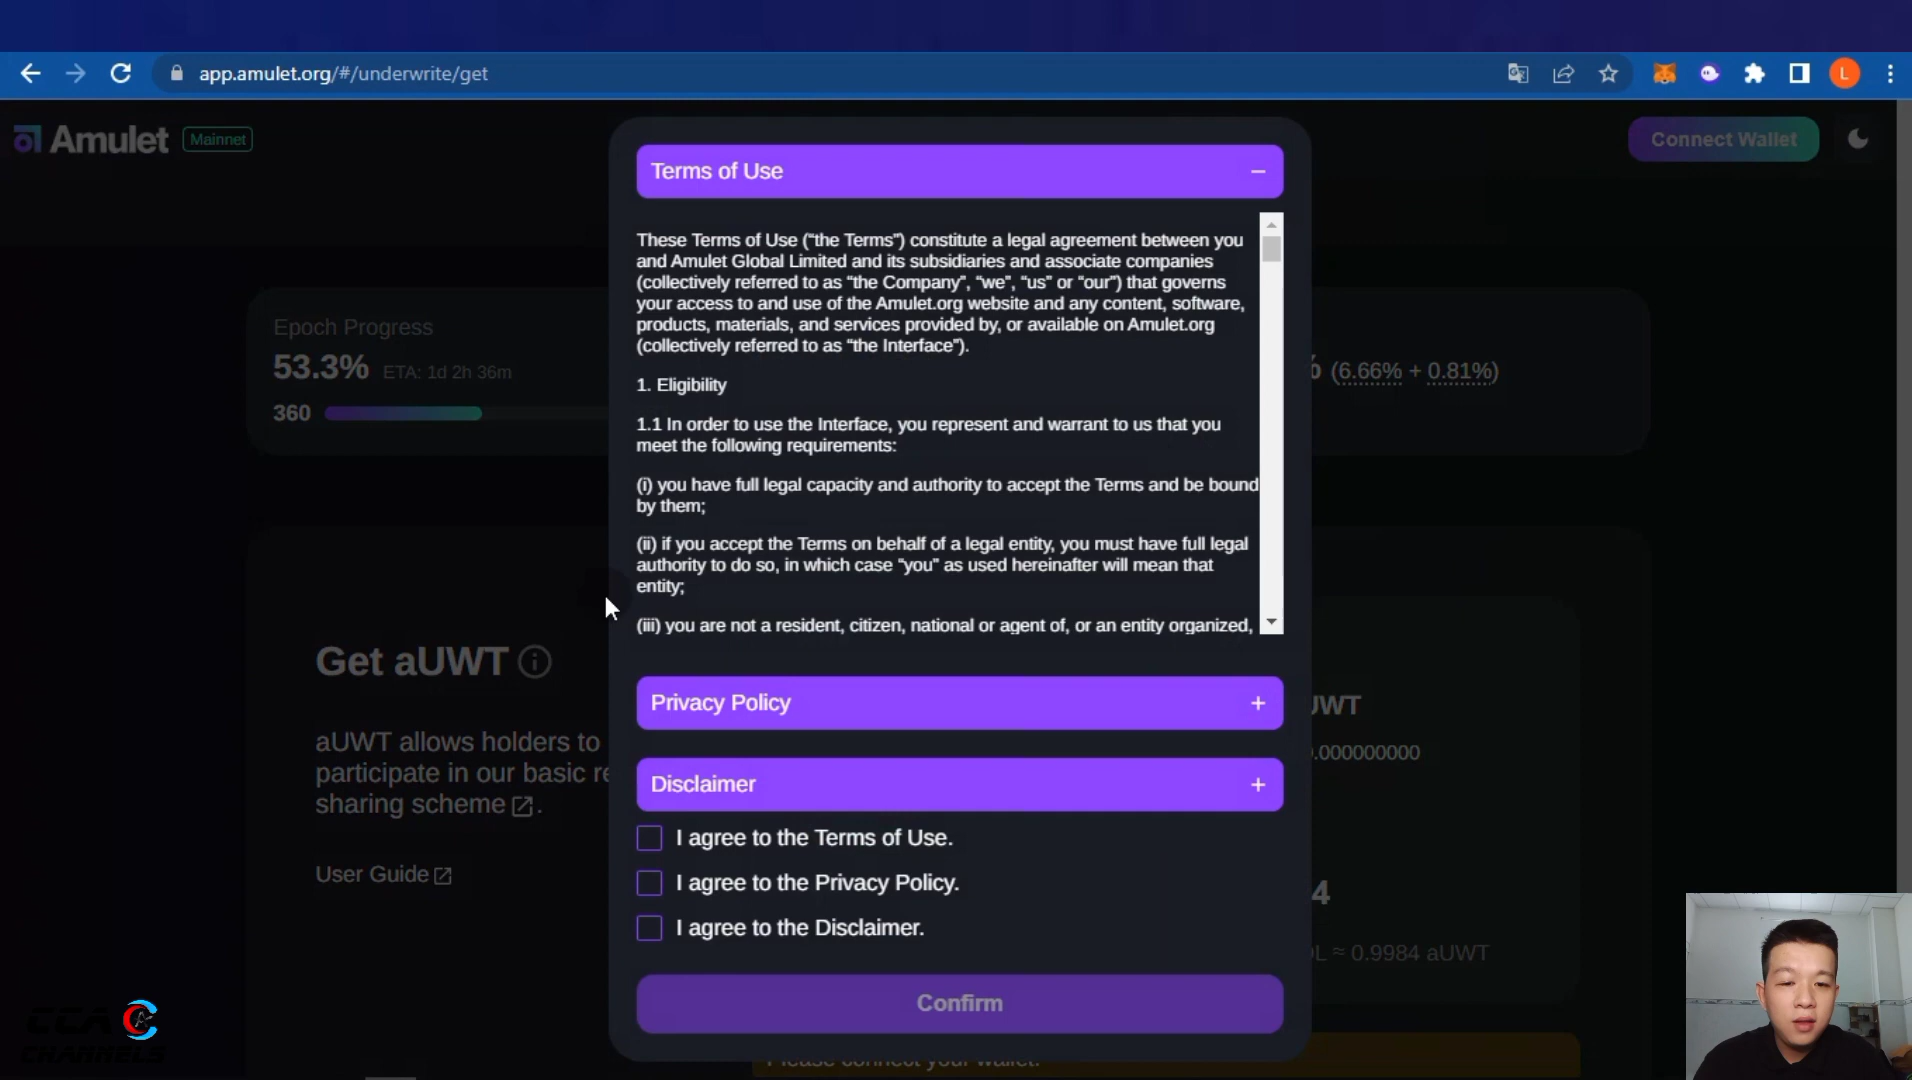 app.amulet.org/#/underwrite/get
L
Amulet
Mainnet
Connect Wallet
Terms of Use
These Terms of Use (“the Terms”) constitute a legal agreement between you
and Amulet Global Limited and its subsidiaries and associate companies
(collectively referred to as “the Company”, “we”, “us” or “our”) that governs
your access to and use of the Amulet.org website and any content, software,
products, materials, and services provided by, or available on Amulet.org
(collectively referred to as “the Interface”).
1. Eligibility
1.1 In order to use the Interface, you represent and warrant to us that you
meet the following requirements:
(i) you have full legal capacity and authority to accept the Terms and be bound
by them;
(ii) if you accept the Terms on behalf of a legal entity, you must have full legal
authority to do so, in which case “you” as used hereinafter will mean that
entity;
(iii) you are not a resident, citizen, national or agent of, or an entity organized,
Epoch Progress
53.3% ETA: 1d 2h 36m
360
(6.66% + 0.81%)
Get aUWT
aUWT allows holders to
participate in our basic re
sharing scheme
.
User Guide
Privacy Policy
Disclaimer
I agree to the Terms of Use.
I agree to the Privacy Policy.
I agree to the Disclaimer.
Confirm
UWT
.000000000
4
≈ 0.9984 aUWT
Please connect your wallet.
CCA
CHANNELS